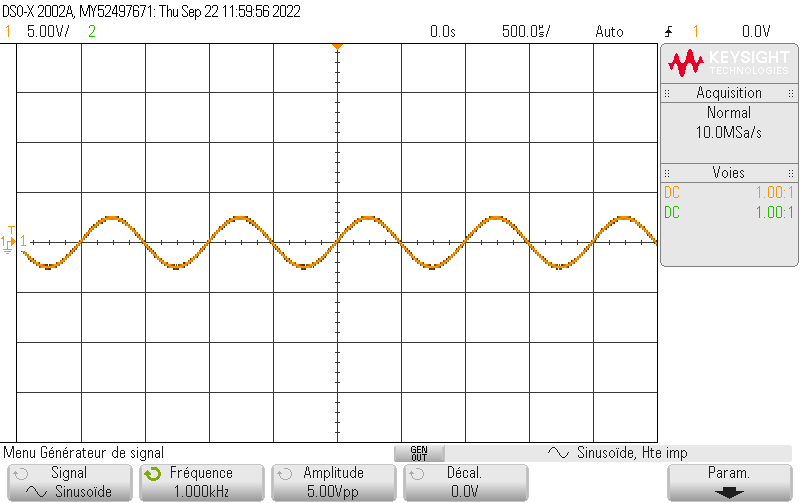 DSO-X 2002A, MY52497671: Thu Sep 22 11:59:56 2022
1 5.00V/ 2 0.0s 500.0µs/ Auto 1 0.0V
KEYSIGHT
TECHNOLOGIES
Acquisition
Normal
10.0MSa/s
Voies
DC 1.00:1
DC 1.00:1
T
1 1
Menu Générateur de signal GEN OUT Sinusoïde, Hte imp
Signal Fréquence Amplitude Décal. Param.
Sinusoïde 1.000kHz 5.00Vpp 0.0V